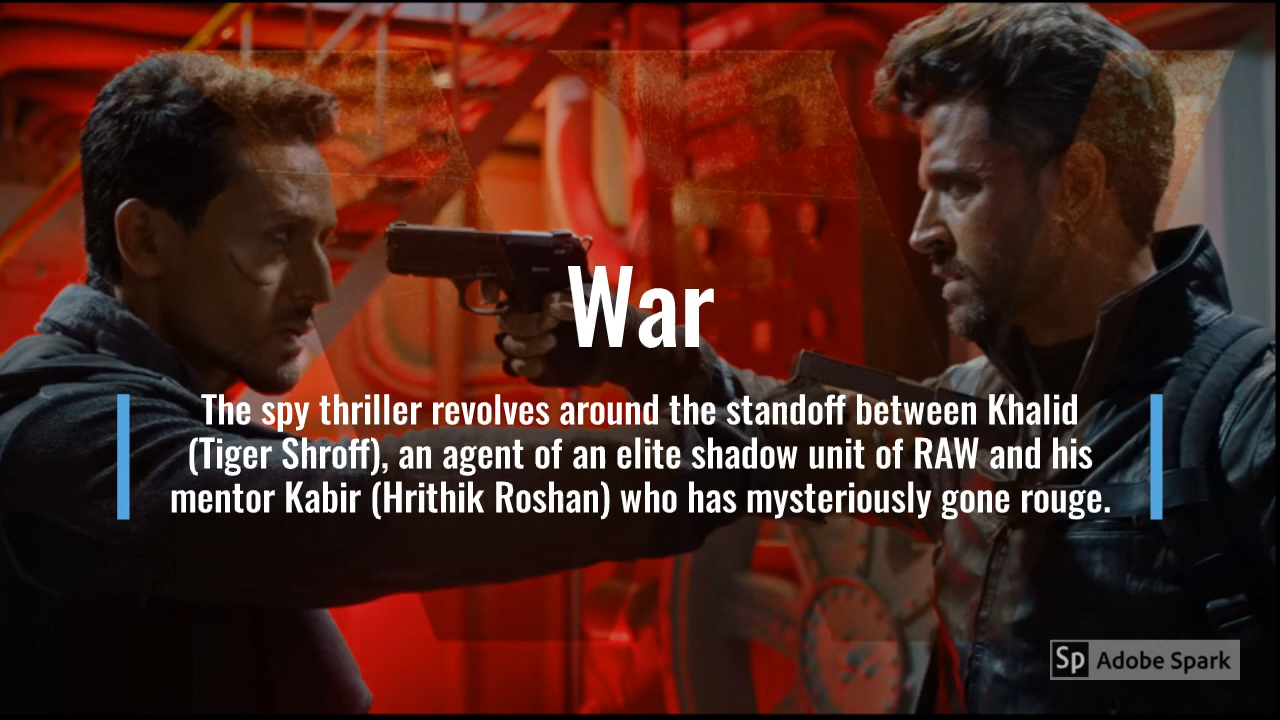 War
The spy thriller revolves around the standoff between Khalid
(Tiger Shroff), an agent of an elite shadow unit of RAW and his
mentor Kabir (Hrithik Roshan) who has mysteriously gone rouge.
Sp Adobe Spark